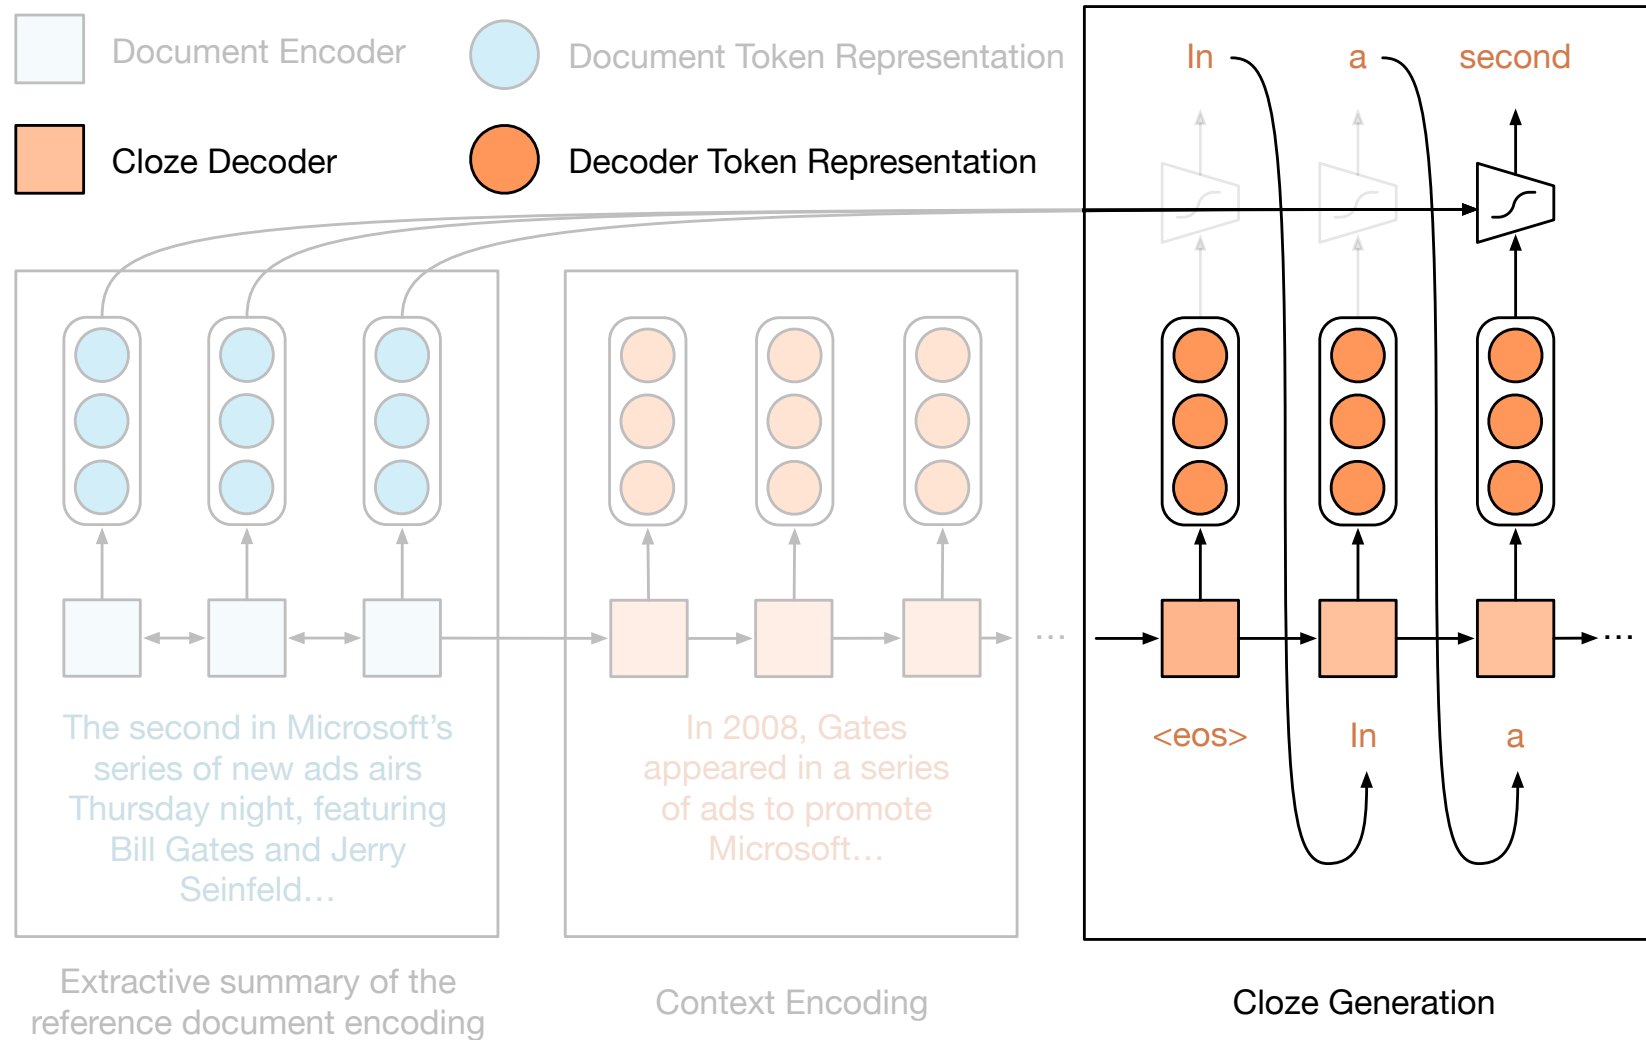 Document Encoder
Document Token Representation
Cloze Decoder
Decoder Token Representation
In
a
second
The second in Microsoft’s
series of new ads airs
Thursday night, featuring
Bill Gates and Jerry
Seinfeld…
In 2008, Gates
appeared in a series
of ads to promote
Microsoft…
...
<eos>
In
a
...
Extractive summary of the
reference document encoding
Context Encoding
Cloze Generation